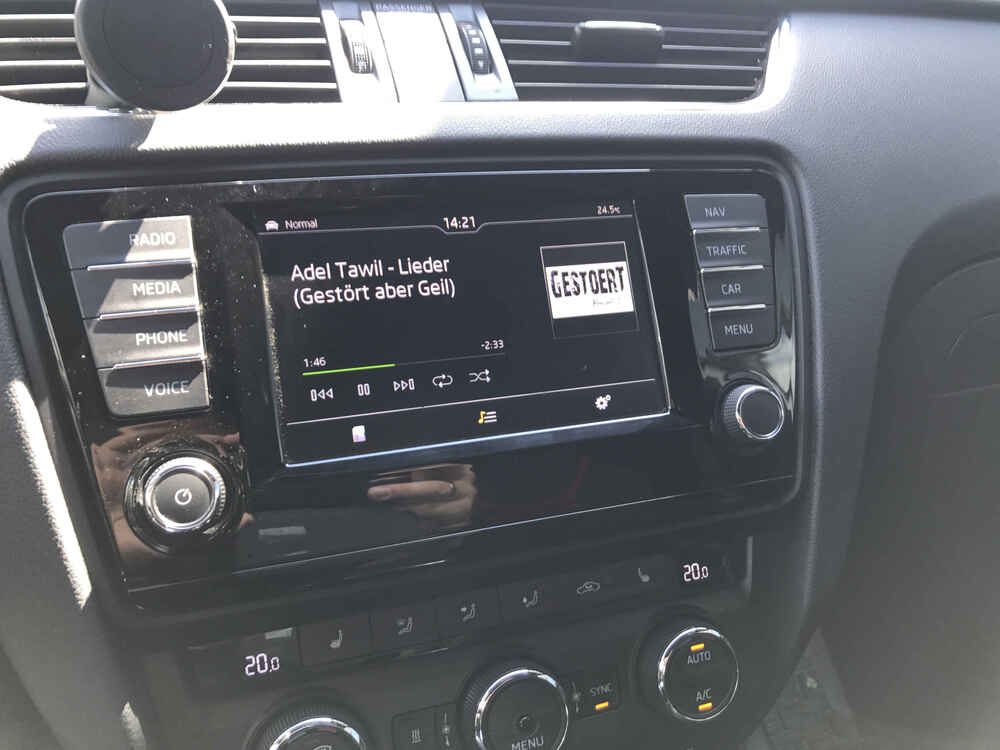 PASSENGER
RADIO
MEDIA
PHONE
VOICE
Normal
14:21
24.5°C
Adel Tawil - Lieder
(Gestört aber Geil)
GESTOERT
1:46
-2:33
NAV
TRAFFIC
CAR
MENU
20.0
20.0
SYNC
AUTO
A/C
MENU